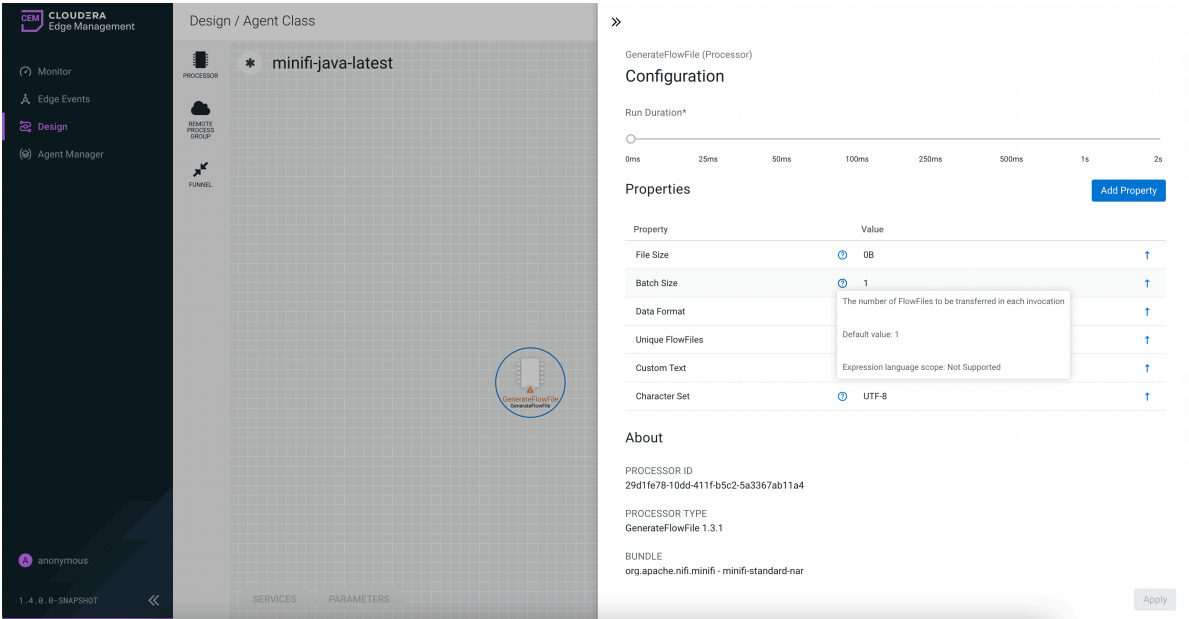 CEM CLOUDERA
Edge Management
Monitor
Edge Events
Design
Agent Manager
A anonymous
1.4.0.0-SNAPSHOT
Design / Agent Class
PROCESSOR
REMOTE
PROCESS
GROUP
FUNNEL
minifi-java-latest
GenerateFlowFile
GenerateFlowFile
SERVICES PARAMETERS
GenerateFlowFile (Processor)
Configuration
Run Duration*
0ms 25ms 50ms 100ms 250ms 500ms 1s 2s
Properties Add Property
Property Value
File Size 0B
Batch Size 1
The number of FlowFiles to be transferred in each invocation
Data Format
Default value: 1
Unique FlowFiles
Custom Text
Expression language scope: Not Supported
Character Set UTF-8
About
PROCESSOR ID
29d1fe78-10dd-411f-b5c2-5a3367ab11a4
PROCESSOR TYPE
GenerateFlowFile 1.3.1
BUNDLE
org.apache.nifi.minifi - minifi-standard-nar
Apply